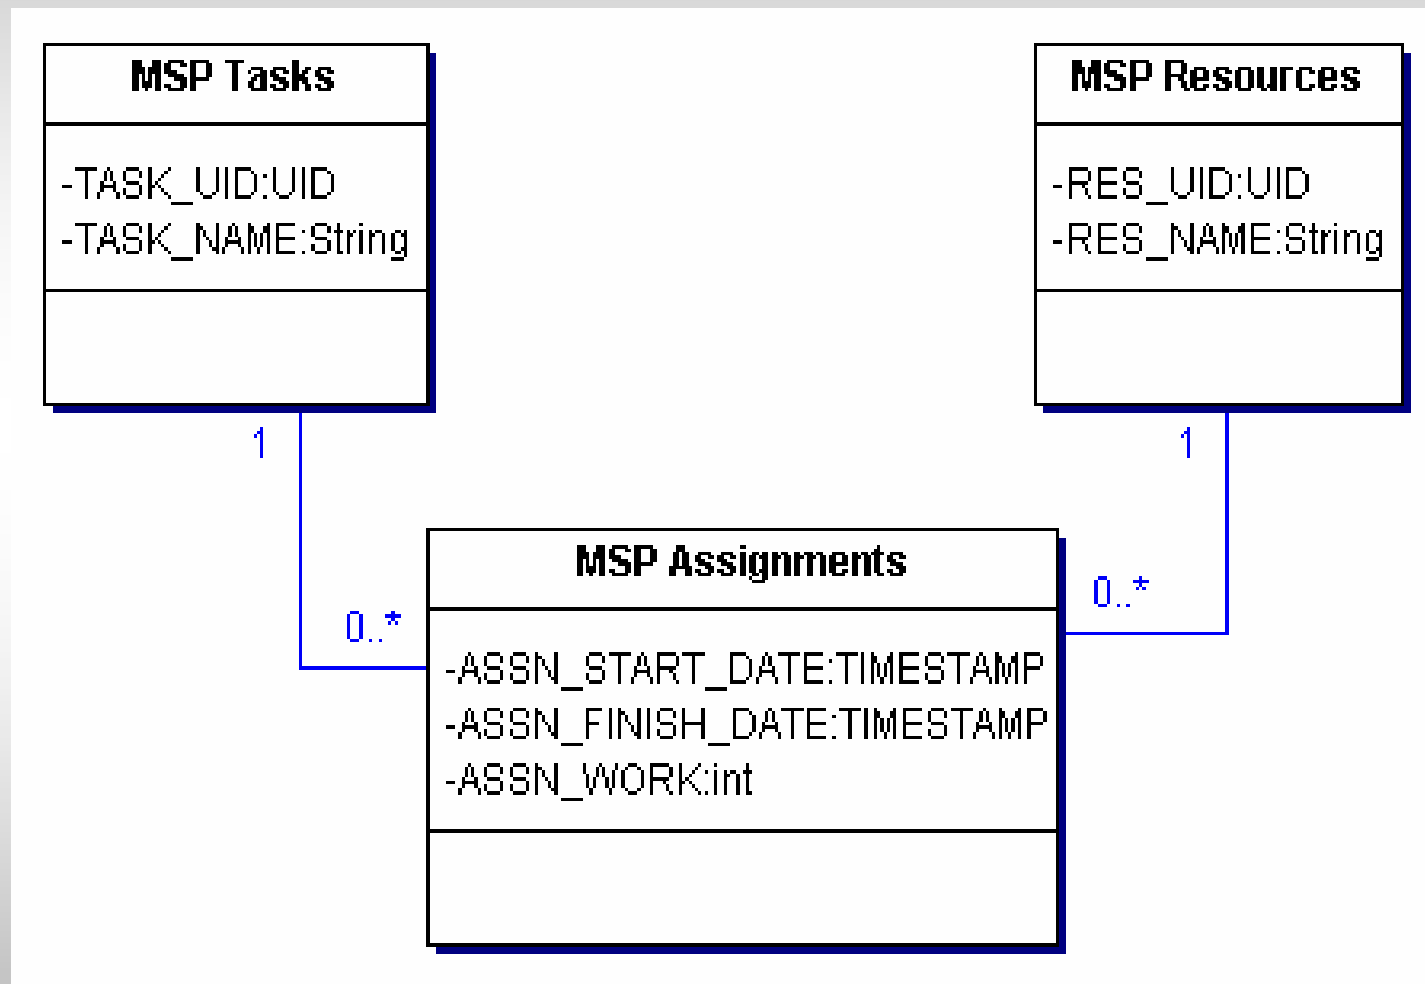 MSP Tasks
-TASK_UID:UID
-TASK_NAME:String
MSP Resources
-RES_UID:UID
-RES_NAME:String
1
1
0..*
0..*
MSP Assignments
-ASSN_START_DATE:TIMESTAMP
-ASSN_FINISH_DATE:TIMESTAMP
-ASSN_WORK:int